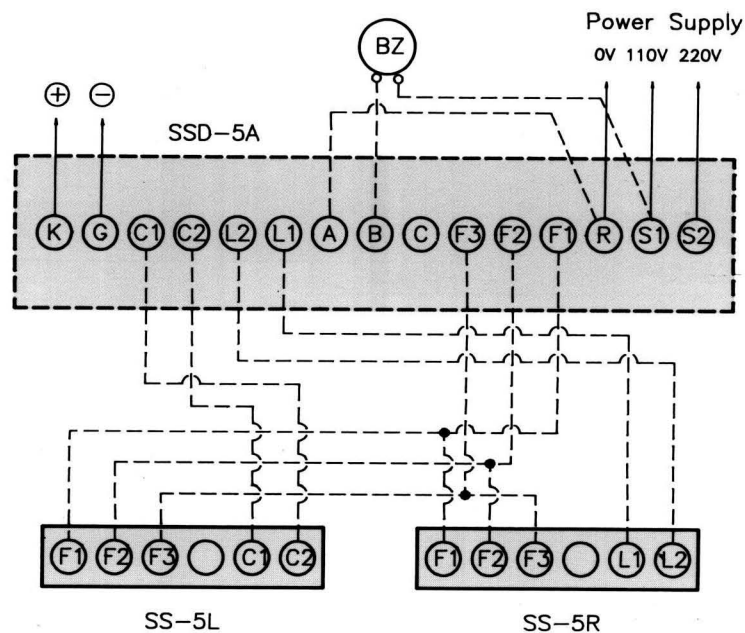 BZ
Power Supply
0V 110V 220V
⊕ ⊖
SSD-5A
K G C1 C2 L2 L1 A B C F3 F2 F1 R S1 S2
F1 F2 F3 C1 C2
F1 F2 F3 L1 L2
SS-5L
SS-5R